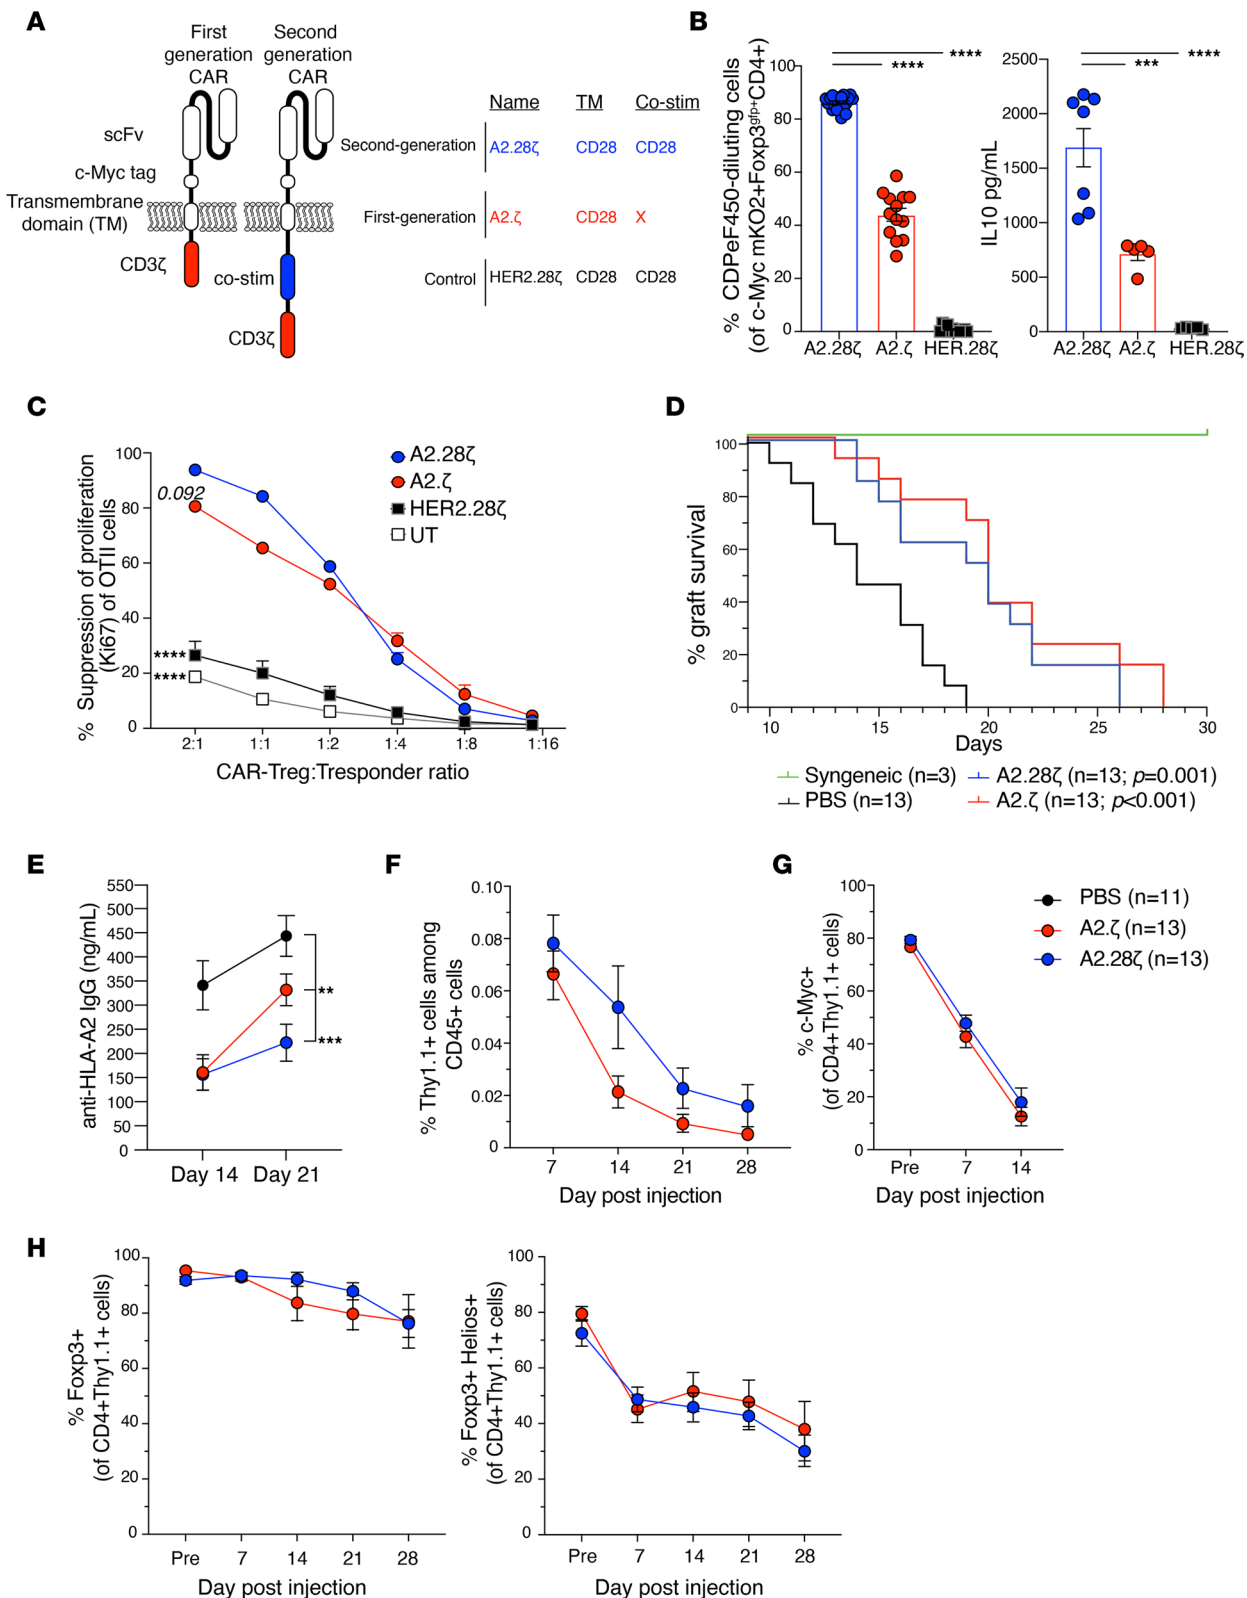 A
First
generation
CAR
Second
generation
CAR
scFv
c-Myc tag
Transmembrane
domain (TM)
CD3ζ
co-stim
CD3ζ
Name TM Co-stim
Second-generation A2.28ζ CD28 CD28
First-generation A2.ζ CD28 X
Control HER2.28ζ CD28 CD28
B
% CDPeF450-diluting cells
(of c-Myc mKO2+Foxp3gfp+CD4+)
100
80
60
40
20
0
****
****
A2.28ζ A2.ζ HER.28ζ
IL10 pg/mL
2500
2000
1500
1000
500
0
****
***
A2.28ζ A2.ζ HER.28ζ
C
% Suppression of proliferation
(Ki67) of OTII cells
100
80
60
40
20
0
0.092
****
****
A2.28ζ
A2.ζ
HER2.28ζ
UT
2:1 1:1 1:2 1:4 1:8 1:16
CAR-Treg:Tresponder ratio
D
% graft survival
100
80
60
40
20
0
10 15 20 25 30
Days
Syngeneic (n=3) A2.28ζ (n=13; p=0.001)
PBS (n=13) A2.ζ (n=13; p<0.001)
E
anti-HLA-A2 IgG (ng/mL)
550
500
450
400
350
300
250
200
150
100
50
0
**
***
Day 14 Day 21
F
% Thy1.1+ cells among
CD45+ cells
0.10
0.08
0.06
0.04
0.02
0
7 14 21 28
Day post injection
G
% c-Myc+
(of CD4+Thy1.1+ cells)
100
80
60
40
20
0
Pre 7 14
Day post injection
PBS (n=11)
A2.ζ (n=13)
A2.28ζ (n=13)
H
% Foxp3+
(of CD4+Thy1.1+ cells)
100
80
60
40
20
0
Pre 7 14 21 28
Day post injection
% Foxp3+ Helios+
(of CD4+Thy1.1+ cells)
100
80
60
40
20
0
Pre 7 14 21 28
Day post injection